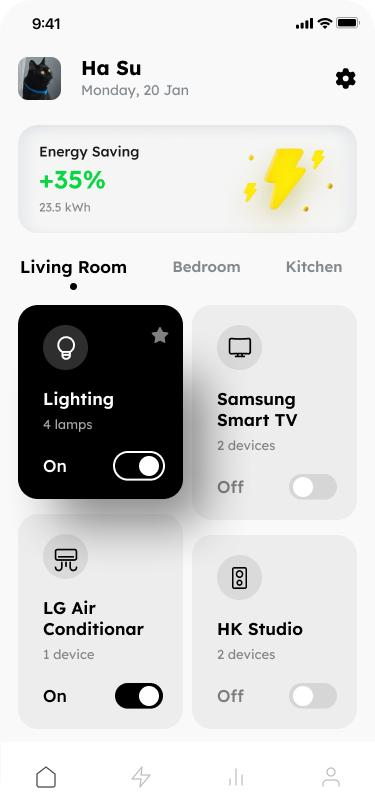 9:41
Ha Su
Monday, 20 Jan
Energy Saving
+35%
23.5 kWh
Living Room
Bedroom
Kitchen
Lighting
4 lamps
On
Samsung
Smart TV
2 devices
Off
LG Air
Conditionar
1 device
On
HK Studio
2 devices
Off